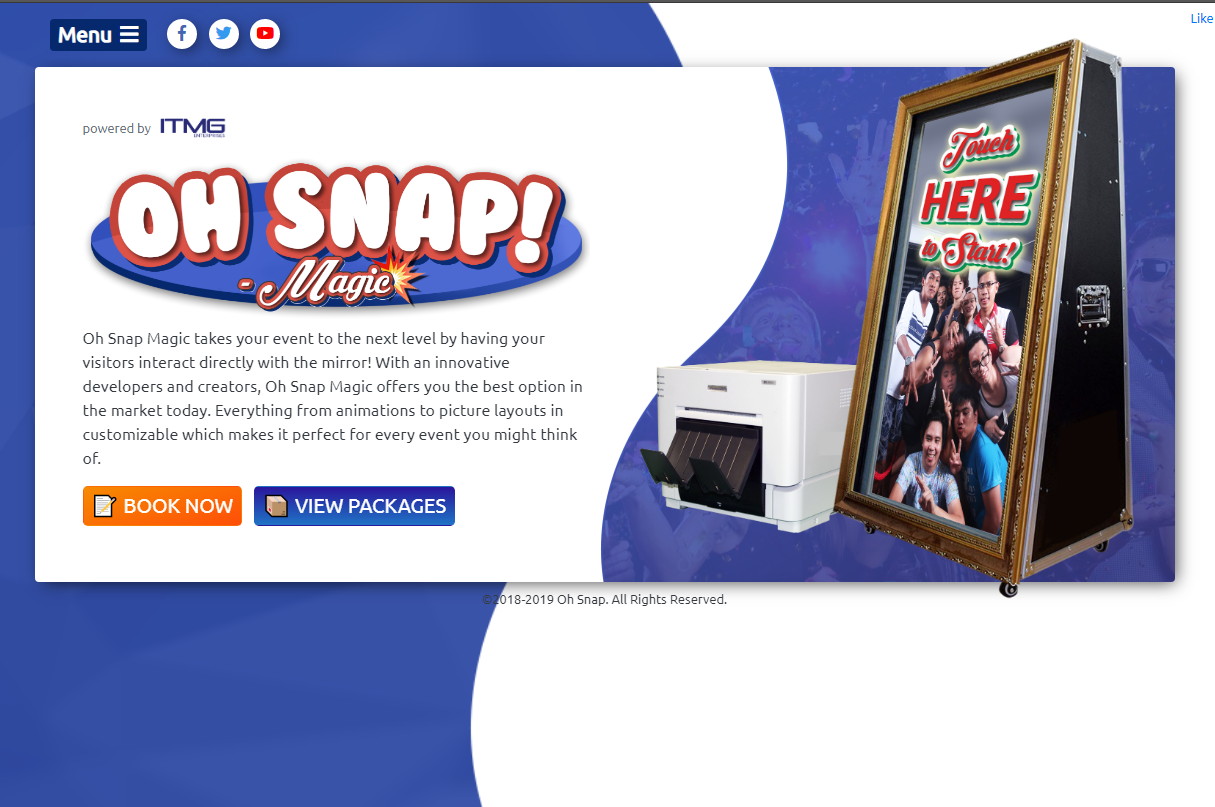 Like
Menu
powered by ITMG
ENTERPRISES
OH SNAP!
- Magic
Oh Snap Magic takes your event to the next level by having your
visitors interact directly with the mirror! With an innovative
developers and creators, Oh Snap Magic offers you the best option in
the market today. Everything from animations to picture layouts in
customizable which makes it perfect for every event you might think
of.
BOOK NOW
VIEW PACKAGES
Touch
HERE
to Start!
©2018-2019 Oh Snap. All Rights Reserved.